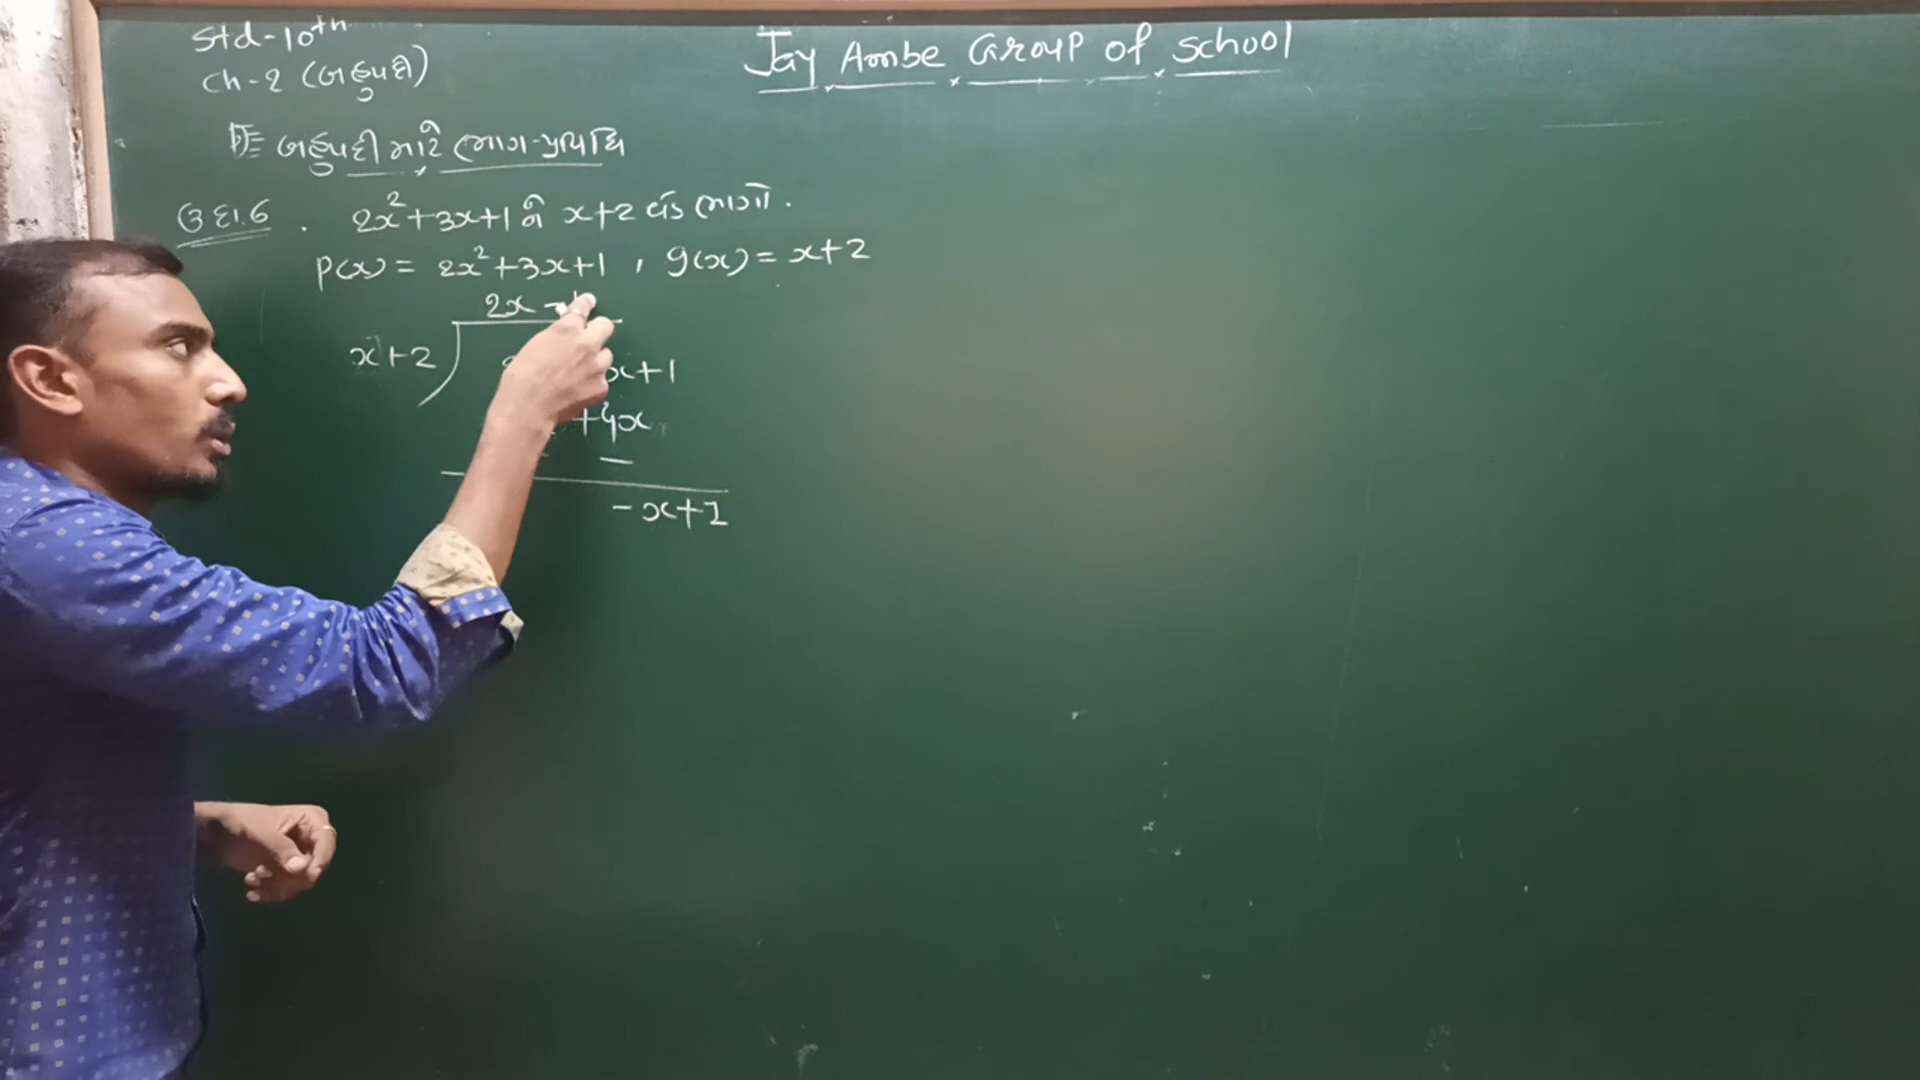 Std-10th
Jay Ambe Group of School
Ch-2 (બહુપદી)
બહુપદી માટે ભાગ-પ્રવિધિ
ઉદા.6 . 2x²+3x+1 ને x+2 વડે ભાગો.
P(x) = 2x²+3x+1 , g(x) = x+2
2x -1
x+2
x+1
+4x
−
-x+1